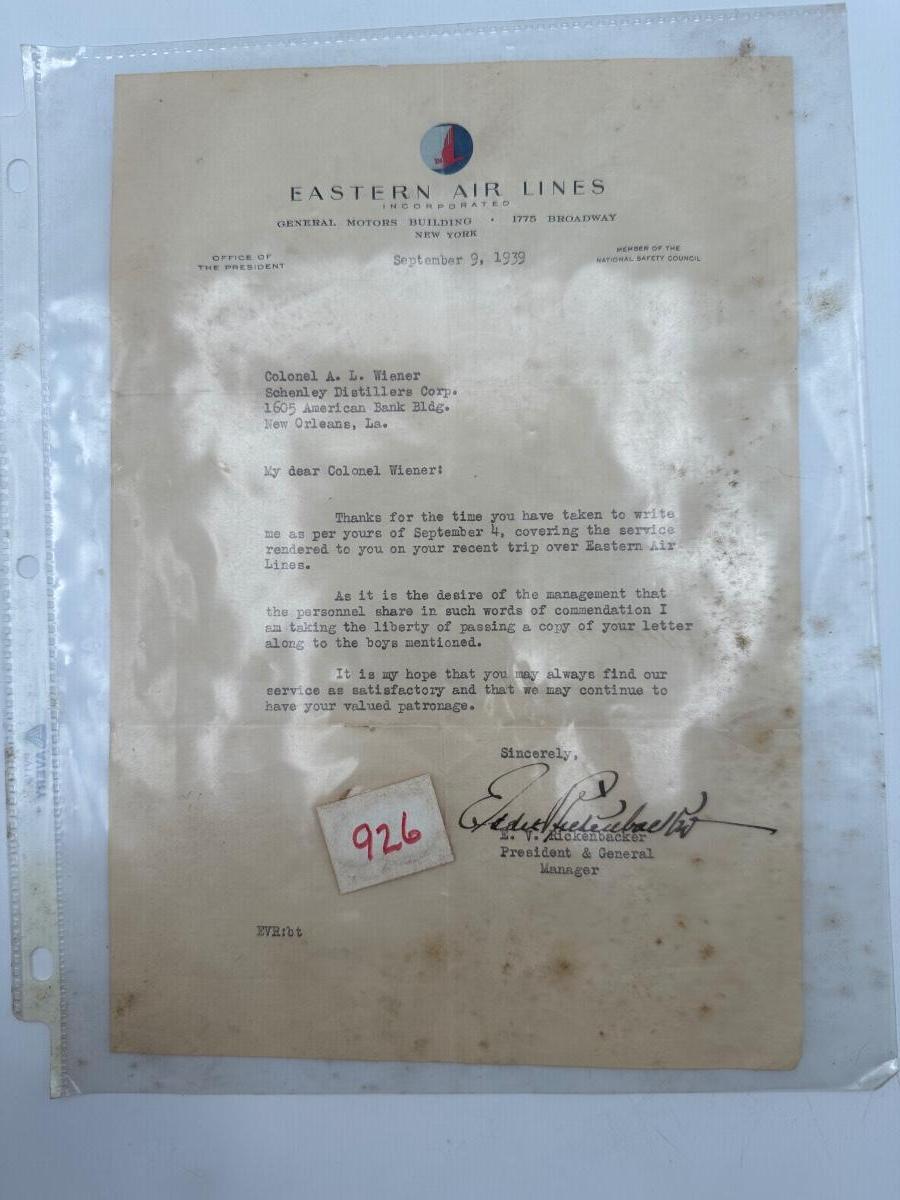 EASTERN AIR LINES
INCORPORATED
GENERAL MOTORS BUILDING • 1775 BROADWAY
NEW YORK
OFFICE OF
THE PRESIDENT
September 9, 1939
MEMBER OF THE
NATIONAL SAFETY COUNCIL
Colonel A. L. Wiener
Schenley Distillers Corp.
1605 American Bank Bldg.
New Orleans, La.
My dear Colonel Wiener:
Thanks for the time you have taken to write
me as per yours of September 4, covering the service
rendered to you on your recent trip over Eastern Air
Lines.
As it is the desire of the management that
the personnel share in such words of commendation I
am taking the liberty of passing a copy of your letter
along to the boys mentioned.
It is my hope that you may always find our
service as satisfactory and that we may continue to
have your valued patronage.
Sincerely,
Eddie Rickenbacker
E. V. Rickenbacker
President & General
Manager
926
EVR:bt
AVERY